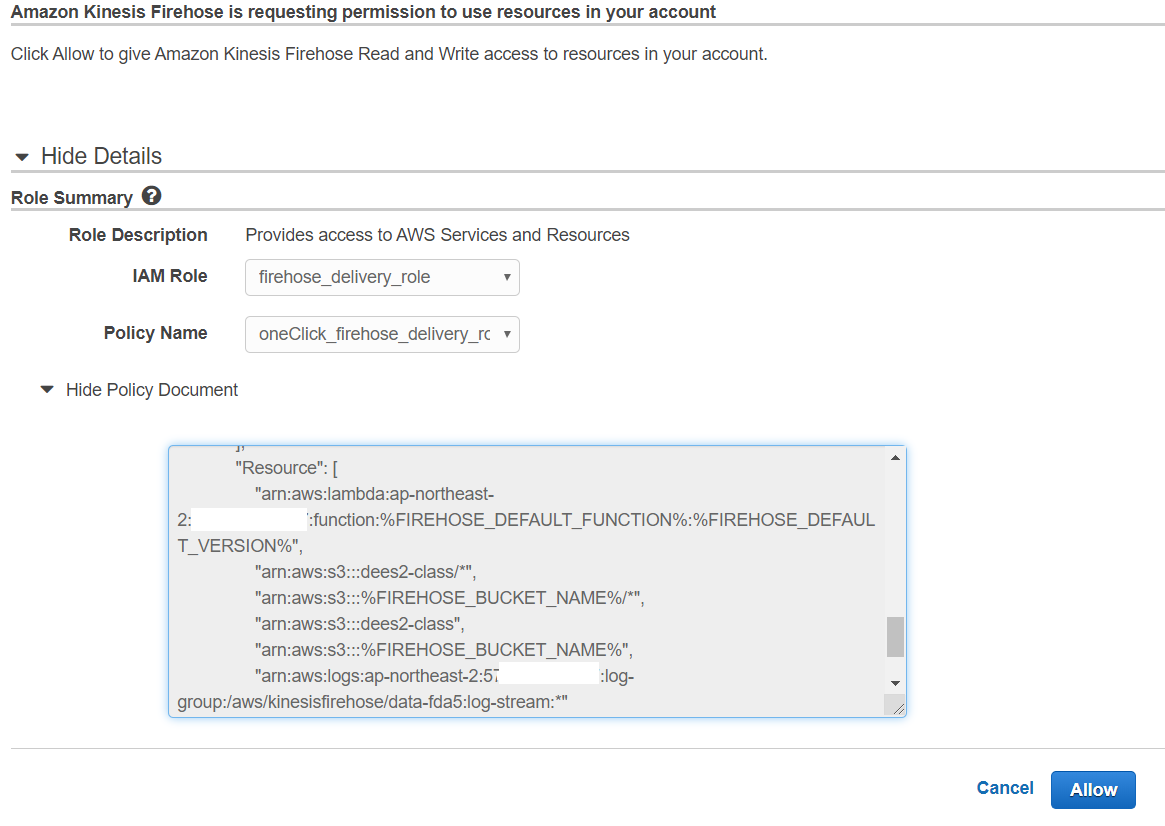 Amazon Kinesis Firehose is requesting permission to use resources in your account
Click Allow to give Amazon Kinesis Firehose Read and Write access to resources in your account.
Hide Details
Role Summary ?
Role Description Provides access to AWS Services and Resources
IAM Role firehose_delivery_role
Policy Name oneClick_firehose_delivery_rc
Hide Policy Document
],
"Resource": [
"arn:aws:lambda:ap-northeast-
2: :function:%FIREHOSE_DEFAULT_FUNCTION%:%FIREHOSE_DEFAUL
T_VERSION%",
"arn:aws:s3:::dees2-class/*",
"arn:aws:s3:::%FIREHOSE_BUCKET_NAME%/*",
"arn:aws:s3:::dees2-class",
"arn:aws:s3:::%FIREHOSE_BUCKET_NAME%",
"arn:aws:logs:ap-northeast-2:57 :log-
group:/aws/kinesisfirehose/data-fda5:log-stream:*"
Cancel Allow